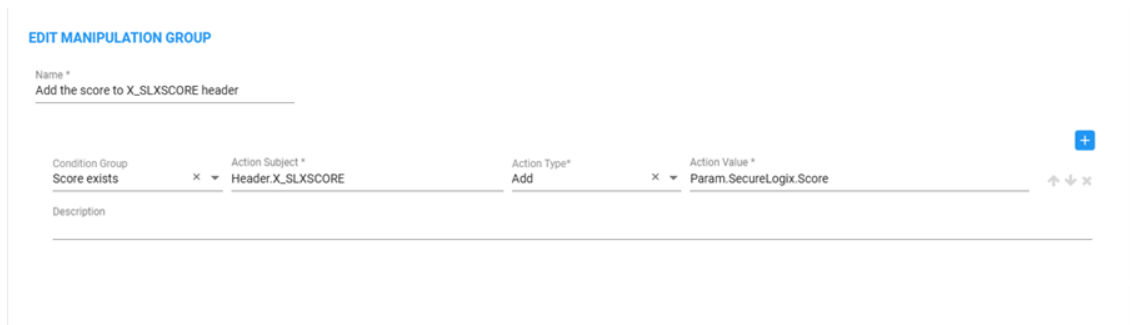 EDIT MANIPULATION GROUP
Name *
Add the score to X_SLXSCORE header
+
Condition Group Action Subject * Action Type* Action Value *
Score exists × Header.X_SLXSCORE Add × Param.SecureLogix.Score
Description